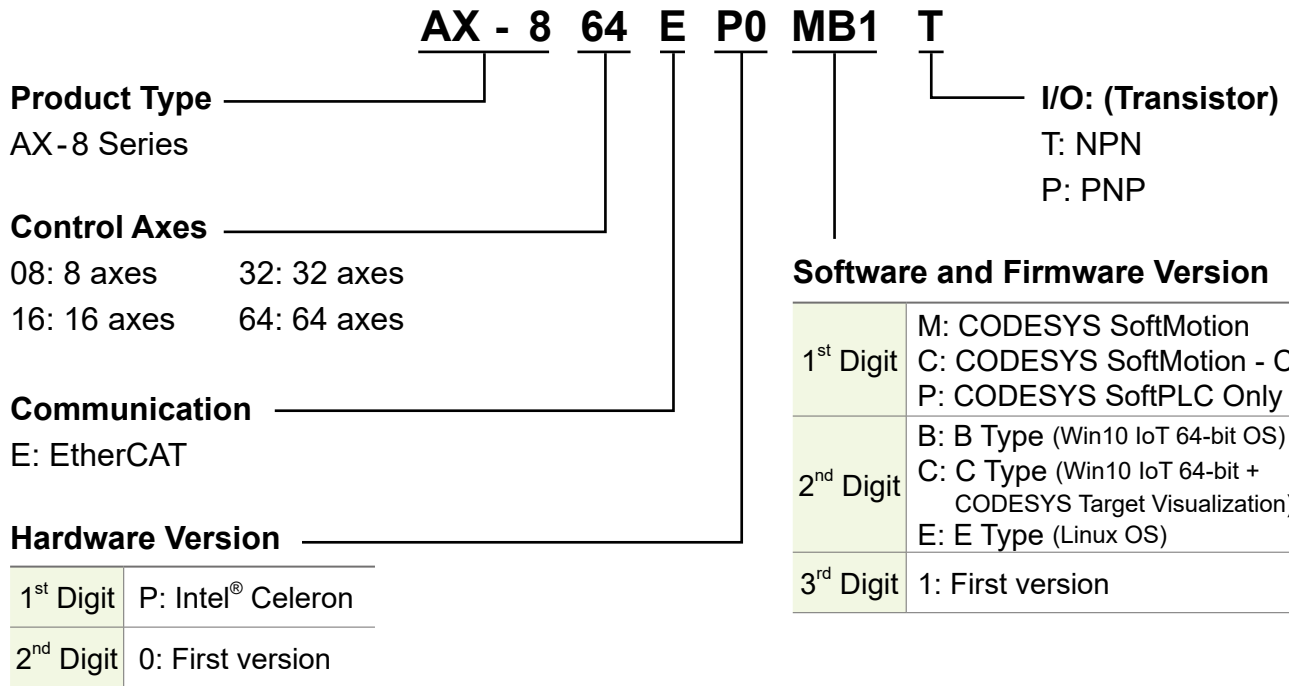 AX - 8 64 E P0 MB1 T
Product Type
AX-8 Series
Control Axes
08: 8 axes 32: 32 axes
16: 16 axes 64: 64 axes
Communication
E: EtherCAT
Hardware Version
1st Digit P: Intel® Celeron
2nd Digit 0: First version
I/O: (Transistor)
T: NPN
P: PNP
Software and Firmware Version
1st Digit
M: CODESYS SoftMotion
C: CODESYS SoftMotion -
P: CODESYS SoftPLC Only
2nd Digit
B: B Type (Win10 IoT 64-bit OS)
C: C Type (Win10 IoT 64-bit +
CODESYS Target Visualization)
E: E Type (Linux OS)
3rd Digit 1: First version